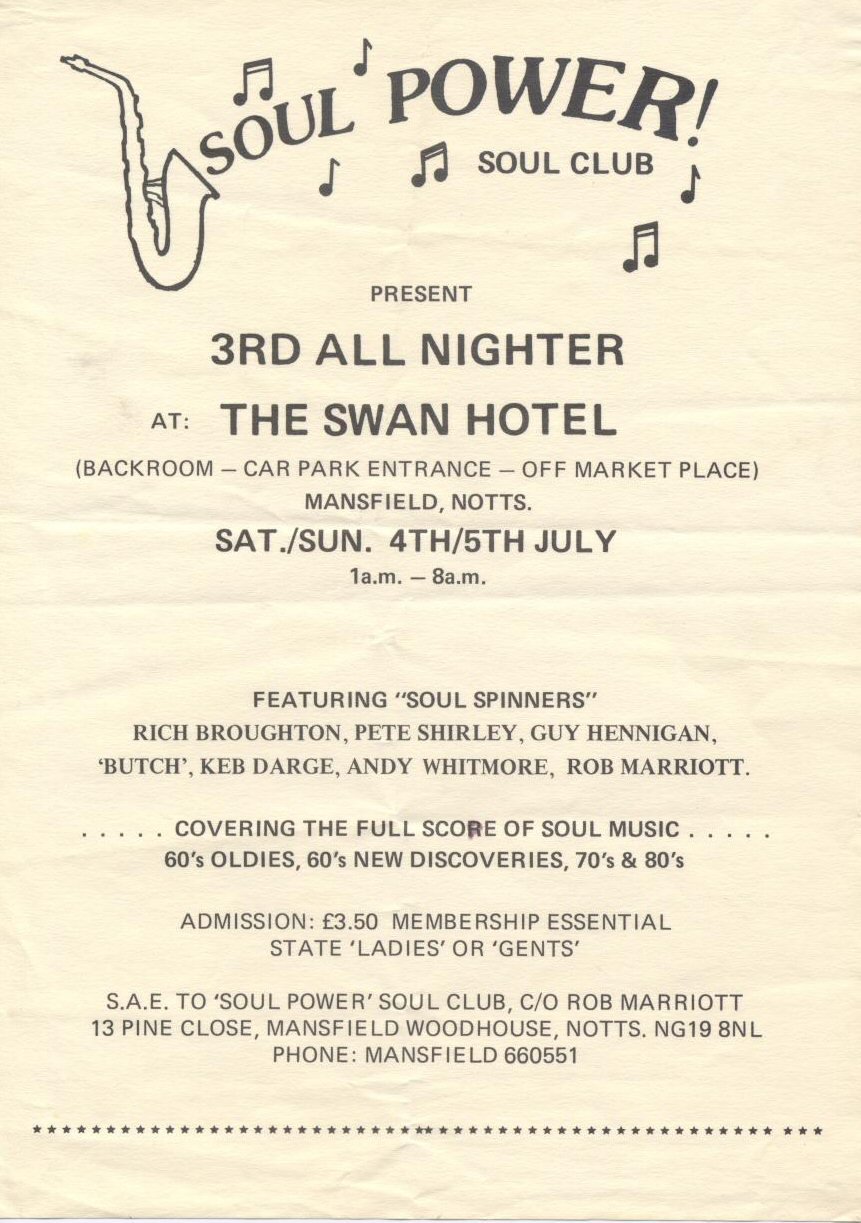 SOUL POWER!
SOUL CLUB
PRESENT
3RD ALL NIGHTER
AT: THE SWAN HOTEL
(BACKROOM – CAR PARK ENTRANCE – OFF MARKET PLACE)
MANSFIELD, NOTTS.
SAT./SUN. 4TH/5TH JULY
1a.m. – 8a.m.
FEATURING "SOUL SPINNERS"
RICH BROUGHTON, PETE SHIRLEY, GUY HENNIGAN,
'BUTCH', KEB DARGE, ANDY WHITMORE, ROB MARRIOTT.
. . . . . COVERING THE FULL SCORE OF SOUL MUSIC . . . . .
60's OLDIES, 60's NEW DISCOVERIES, 70's & 80's
ADMISSION: £3.50 MEMBERSHIP ESSENTIAL
STATE 'LADIES' OR 'GENTS'
S.A.E. TO 'SOUL POWER' SOUL CLUB, C/O ROB MARRIOTT
13 PINE CLOSE, MANSFIELD WOODHOUSE, NOTTS. NG19 8NL
PHONE: MANSFIELD 660551